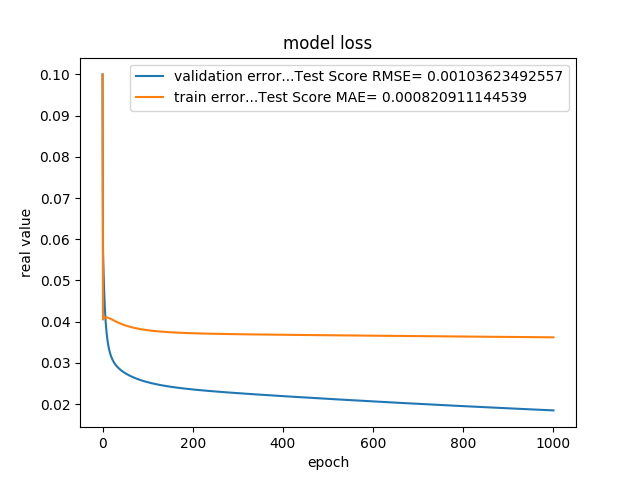 model loss
validation error...Test Score RMSE= 0.00103623492557
train error...Test Score MAE= 0.000820911144539
0.10
0.09
0.08
0.07
0.06
0.05
0.04
0.03
0.02
real value
0 200 400 600 800 1000
epoch